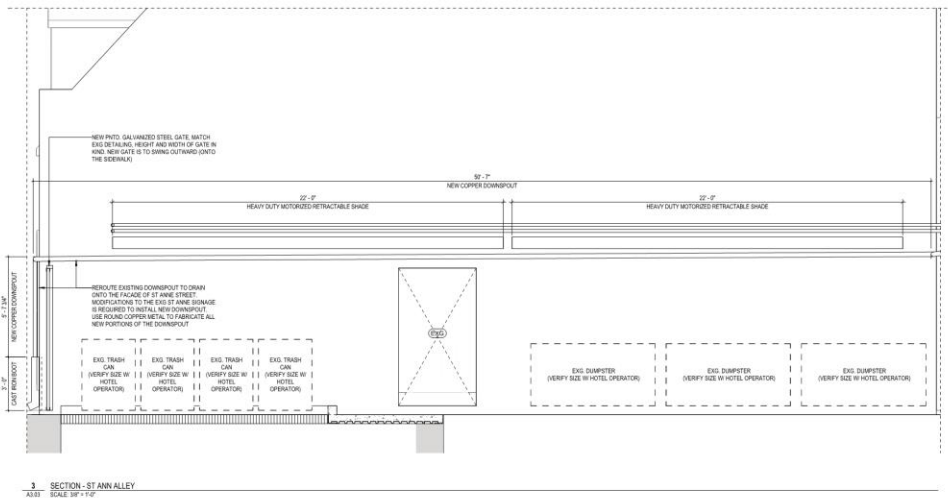 NEW PNTD. GALVANIZED STEEL GATE, MATCH
EXG DETAILING, HEIGHT AND WIDTH OF GATE IN
KIND. NEW GATE IS TO SWING OUTWARD (ONTO
THE SIDEWALK)
50' - 7"
NEW COPPER DOWNSPOUT
22' - 0"
HEAVY DUTY MOTORIZED RETRACTABLE SHADE
22' - 0"
HEAVY DUTY MOTORIZED RETRACTABLE SHADE
5' - 7 3/4"
NEW COPPER DOWNSPOUT
REROUTE EXISTING DOWNSPOUT TO DRAIN
ONTO THE FACADE OF ST ANNE STREET.
MODIFICATIONS TO THE EXG ST ANNE SIGNAGE
IS REQUIRED TO INSTALL NEW DOWNSPOUT.
USE ROUND COPPER METAL TO FABRICATE ALL
NEW PORTIONS OF THE DOWNSPOUT
EXG
3' - 0"
CAST IRON BOOT
EXG. TRASH
CAN
(VERIFY SIZE W/
HOTEL
OPERATOR)
EXG. TRASH
CAN
(VERIFY SIZE W/
HOTEL
OPERATOR)
EXG. TRASH
CAN
(VERIFY SIZE W/
HOTEL
OPERATOR)
EXG. TRASH
CAN
(VERIFY SIZE W/
HOTEL
OPERATOR)
EXG. DUMPSTER
(VERIFY SIZE W/ HOTEL OPERATOR)
EXG. DUMPSTER
(VERIFY SIZE W/ HOTEL OPERATOR)
EXG. DUMPSTER
(VERIFY SIZE W/ HOTEL OPERATOR)
3 SECTION - ST ANN ALLEY
A3.03 SCALE: 3/8" = 1'-0"